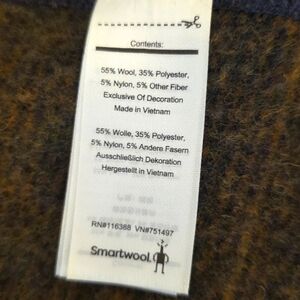 Contents:
55% Wool, 35% Polyester,
5% Nylon, 5% Other Fiber
Exclusive Of Decoration
Made in Vietnam
55% Wolle, 35% Polyester,
5% Nylon, 5% Andere Fasern
Ausschließlich Dekoration
Hergestellt in Vietnam
RN#116388 VN#751497
Smartwool